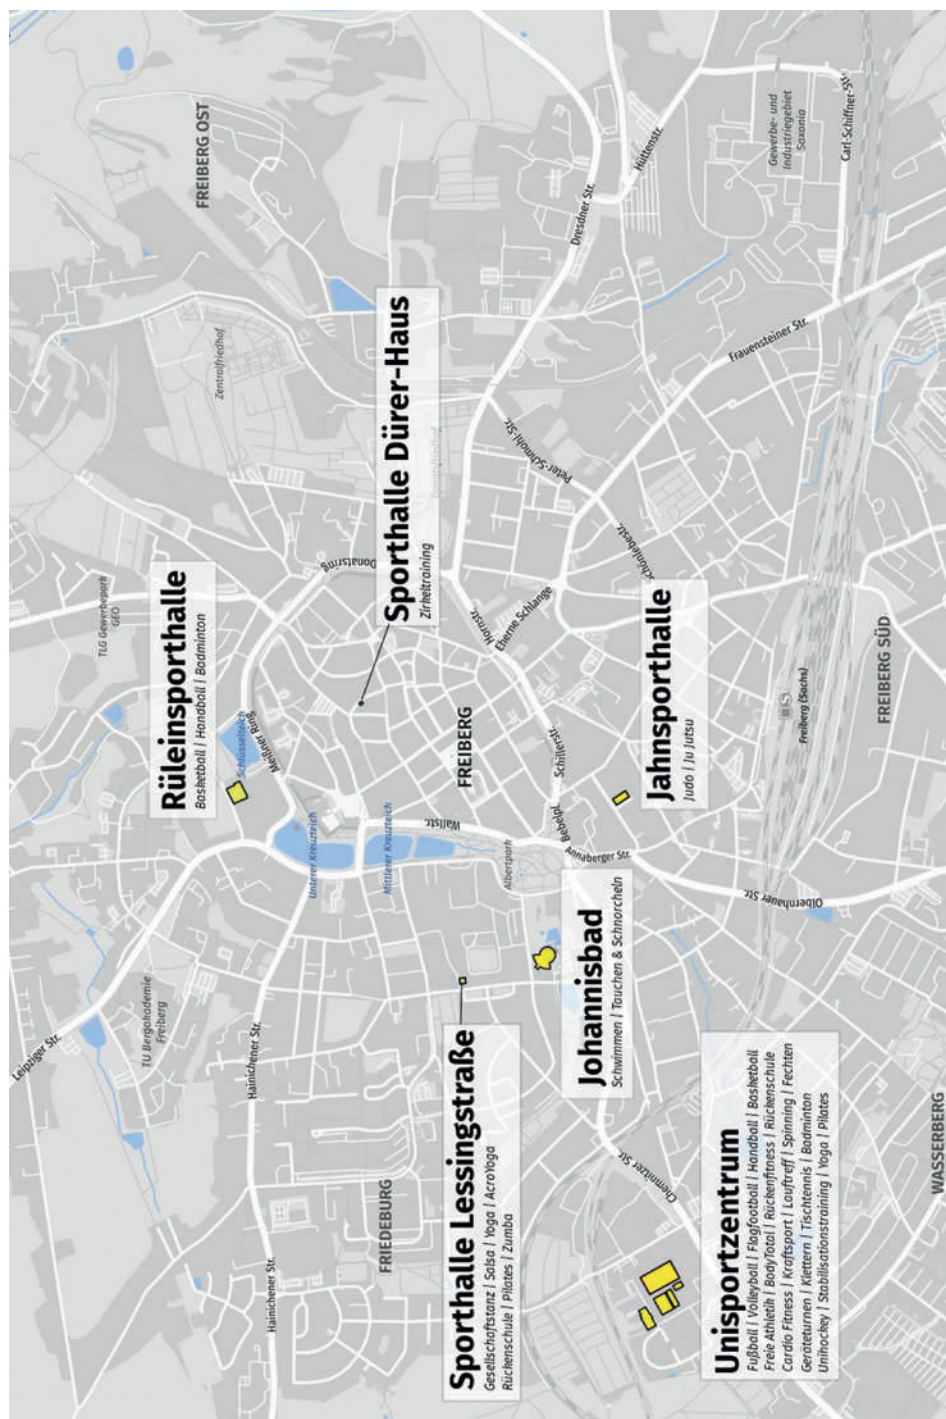 Leipziger Str.
TU Bergakademie
Freiberg
Hainichener Str.
Hainichener Str.
FRIEDEBURG
TLG Gewerbepark
GEO
FREIBERG OST
Zentralfriedhof
Rüleinsporthalle
Basketball | Handball | Badminton
Schlüsselteich
Meißner Ring
Donatsring
Unterer Kreuzteich
Mittlerer Kreuzteich
Sporthalle Dürer-Haus
Zirkeltraining
Wallstr.
FREIBERG
Sporthalle Lessingstraße
Gesellschaftstanz | Salsa | Yoga | AcroYoga
Rückenschule | Pilates | Zumba
Albertpark
Hornstr.
Eherne Schlange
Schillerstr.
Bebelpl.
Annaberger Str.
Peter-Schmohl-Str.
Dresdner Str.
Hüttenstr.
Gewerbe- und
Industriegebiet
Saxonia
Carl-Schiffner-Str.
Frauensteiner Str.
Johannisbad
Schwimmen | Tauchen & Schnorcheln
Jahnsporthalle
Judo | Ju Jutsu
Chemnitzer Str.
Olbernhauer Str.
S
Freiberg (Sachs)
FREIBERG SÜD
Unisportzentrum
Fußball | Volleyball | Flagfootball | Handball | Basketball
Freie Athletik | BodyTotal | Rückenfitness | Rückenschule
Cardio Fitness | Kraftsport | Lauftreff | Spinning | Fechten
Geräteturnen | Klettern | Tischtennis | Badminton
Unihockey | Stabilisationstraining | Yoga | Pilates
WASSERBERG